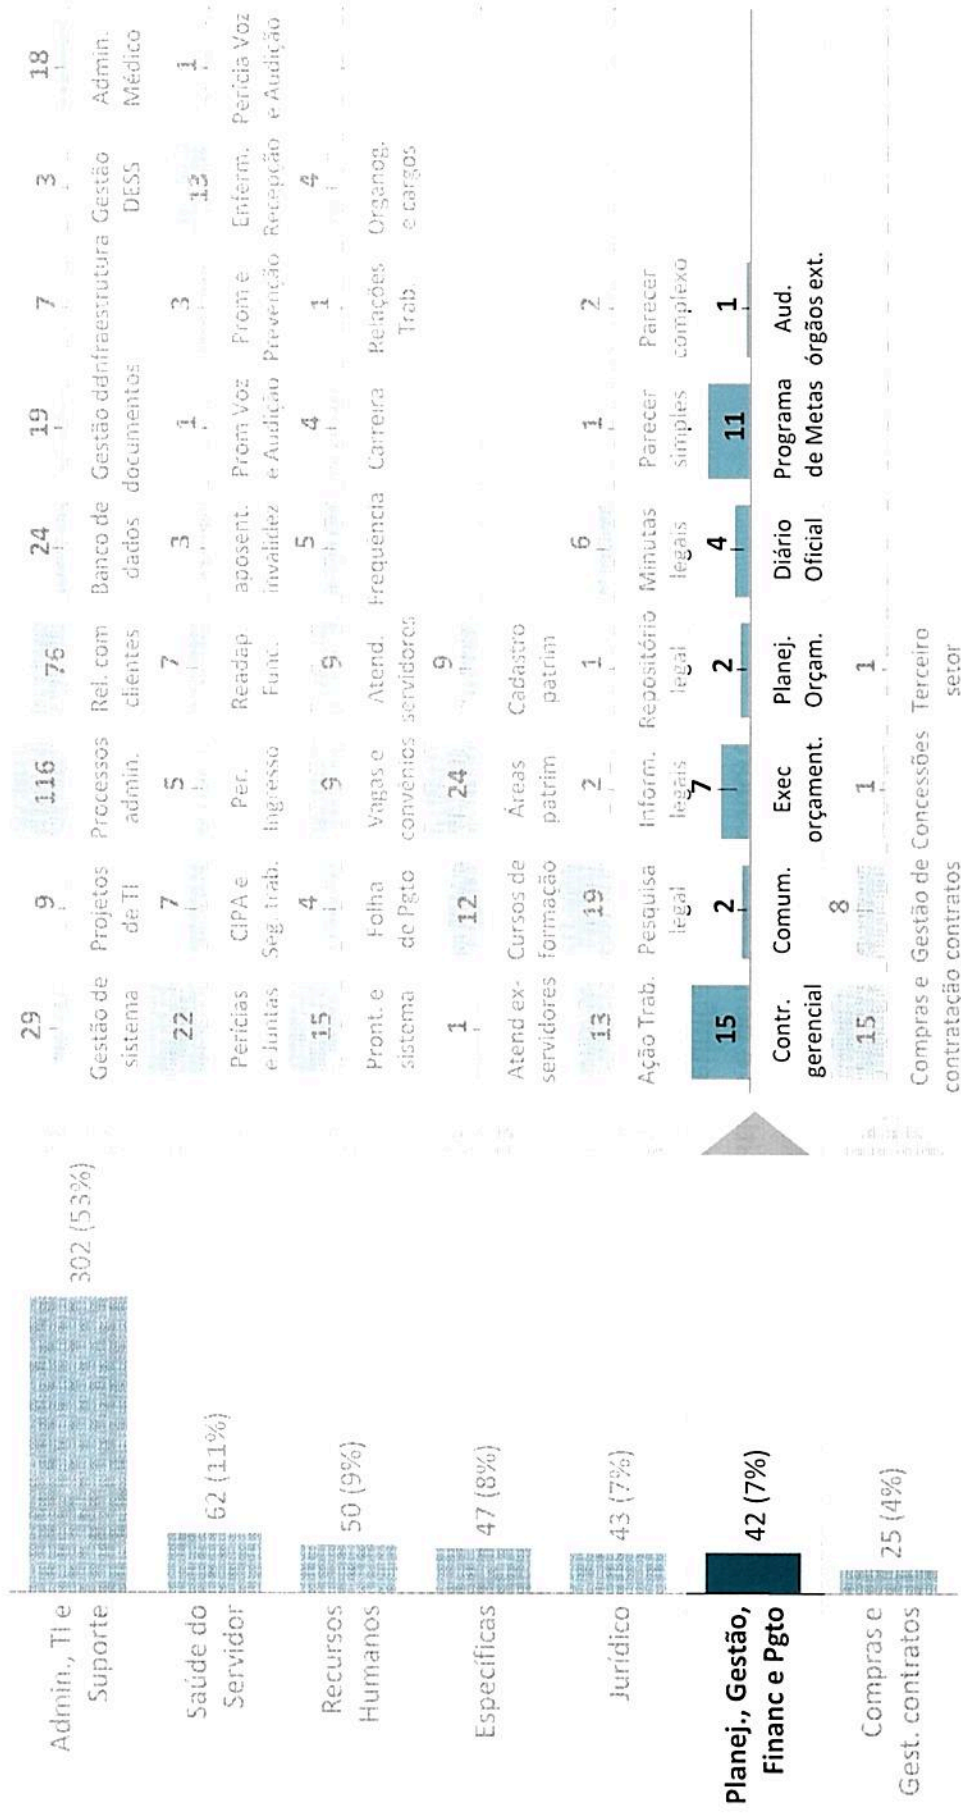 Admin., TI e
Suporte
302 (53%)
29
9
116
76
24
19
7
3
18
Gestão de
sistema
Projetos
de TI
Processos
admin.
Rel. com
clientes
Banco de
dados
Gestão de
documentos
Infraestrutura
Gestão
DESS
Admin.
Médico
Saúde do
Servidor
62 (11%)
22
7
5
7
3
1
3
13
1
Perícias
e Juntas
CIPA e
Seg. trab.
Per.
Ingresso
Readap.
Func.
aposent.
invalidez
Prom Voz
e Audição
Prom e
Prevenção
Enferm.
Recepção
Perícia Voz
e Audição
Recursos
Humanos
50 (9%)
15
4
9
9
5
4
1
4
Pront. e
sistema
Folha
de Pgto
Vagas e
convênios
Atend.
servidores
Frequência
Carreira
Relações
Trab.
Organog.
e cargos
Específicas
47 (8%)
1
12
24
9
Atend ex-
servidores
Cursos de
formação
Áreas
patrim
Cadastro
patrim
Jurídico
43 (7%)
13
19
2
1
6
1
2
Ação Trab.
Pesquisa
legal
Inform.
legais
Repositório
legal
Minutas
legais
Parecer
simples
Parecer
complexo
Planej., Gestão,
Financ e Pgto
42 (7%)
15
2
7
2
4
11
1
Contr.
gerencial
Comum.
Exec
orçament.
Planej.
Orçam.
Diário
Oficial
Programa
de Metas
Aud.
órgãos ext.
Compras e
Gest. contratos
25 (4%)
15
8
1
1
Compras e
contratação
Gestão de
contratos
Concessões
Terceiro
setor